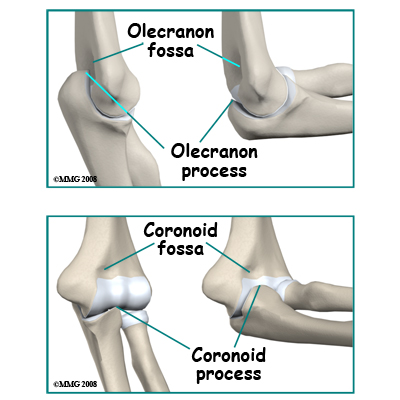 Olecranon
fossa
Olecranon
process
©MMG 2008
Coronoid
fossa
Coronoid
process
©MMG 2008